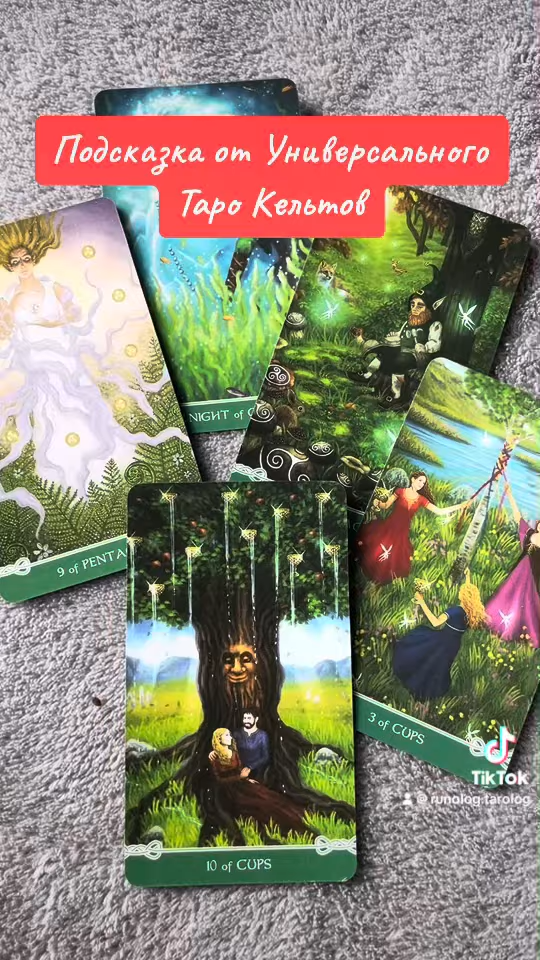 Подсказка от Универсального
Таро Кельтов
NIGHT of C
9 of PENTA
3 of CUPS
10 of CUPS
TikTok
@ runolog.tarolog